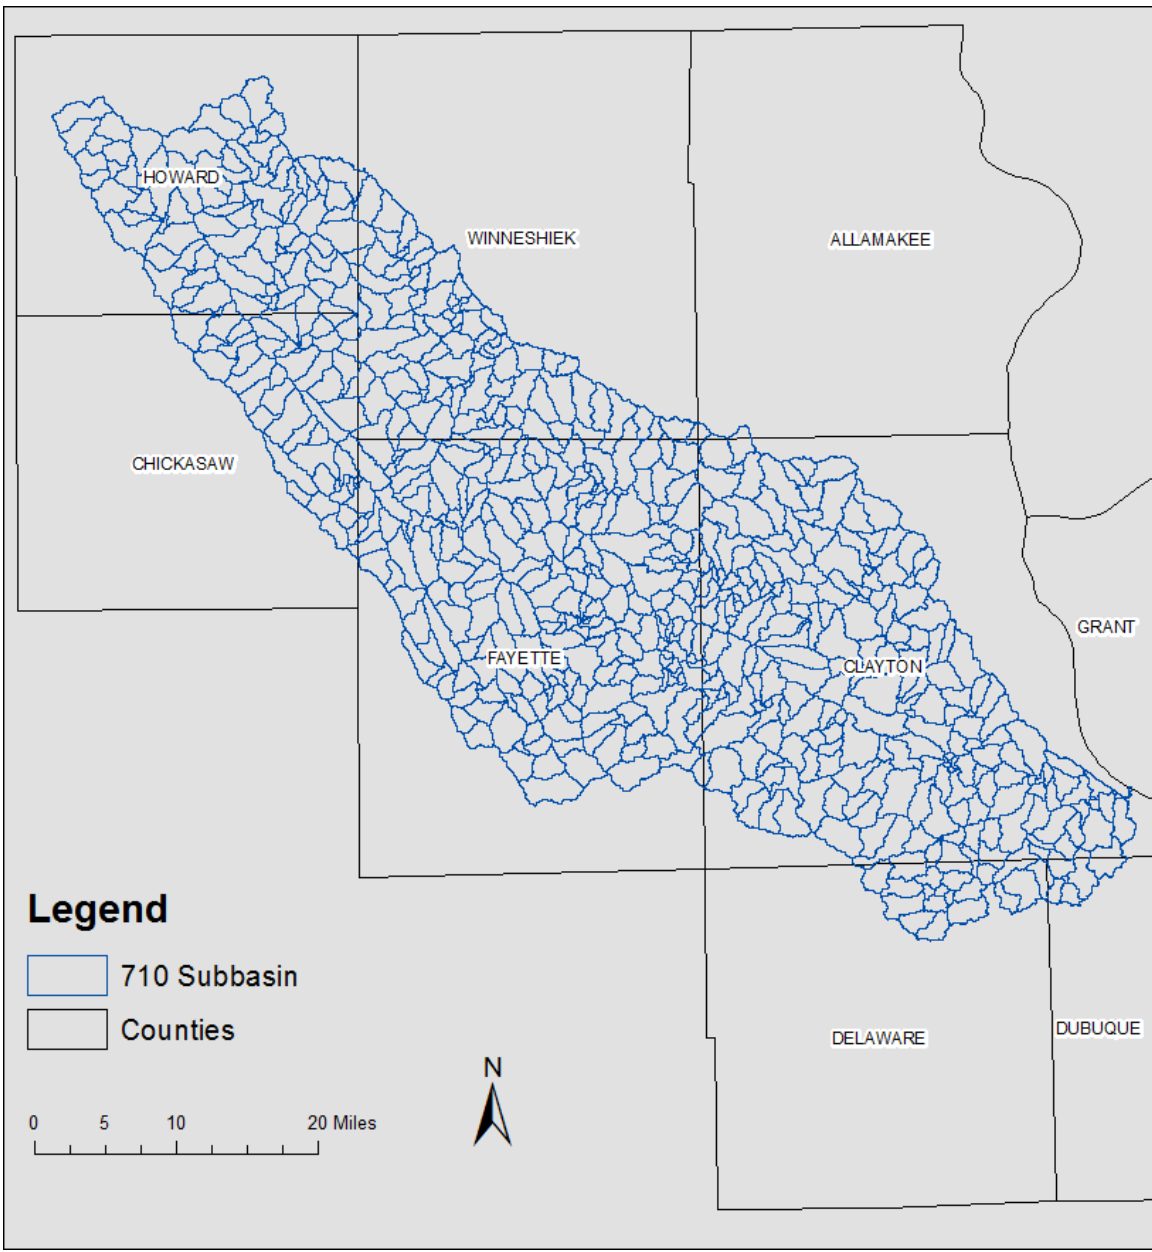 HOWARD
WINNESHIEK
ALLAMAKEE
CHICKASAW
GRANT
FAYETTE
CLAYTON
Legend
710 Subbasin
Counties
DELAWARE
DUBUQUE
N
0 5 10 20 Miles